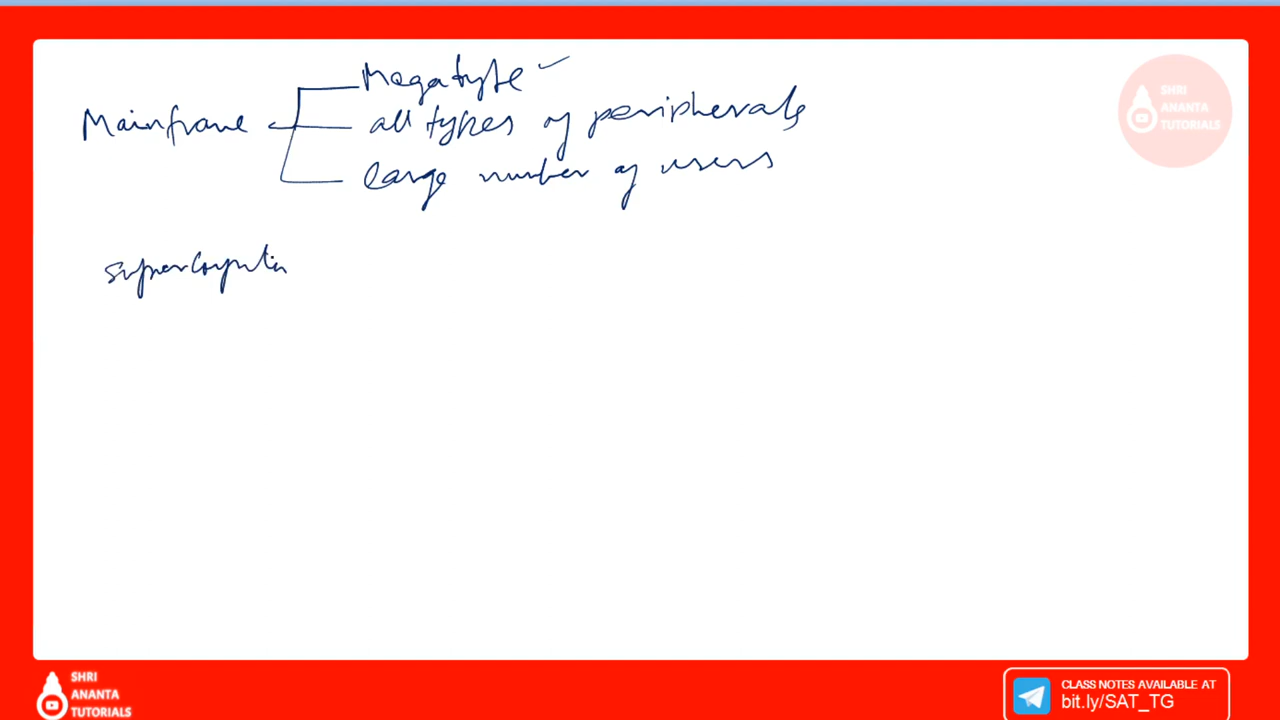 Megabyte
Mainframe
all types of peripherals
large number of users
supercomputer
SHRI
ANANTA
TUTORIALS
SHRI
ANANTA
TUTORIALS
CLASS NOTES AVAILABLE AT
bit.ly/SAT_TG